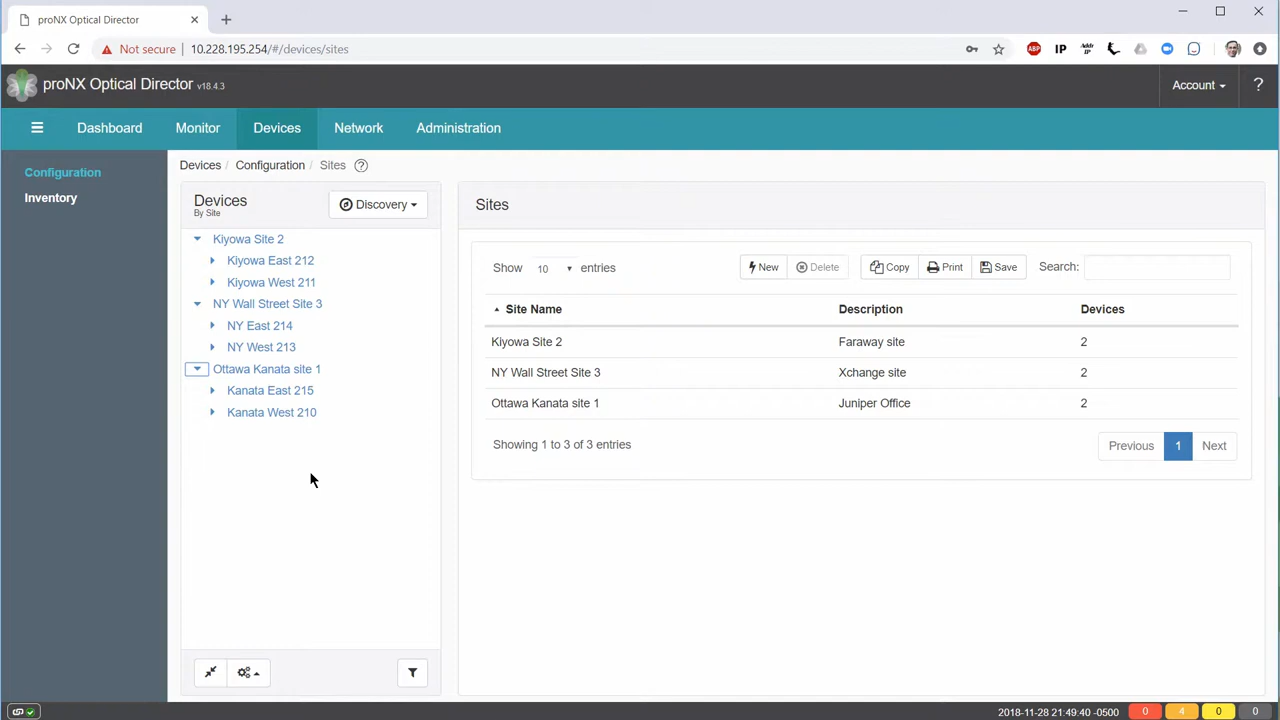 proNX Optical Director
Not secure
10.228.195.254/#/devices/sites
ABP
IP
Addr
IP
proNX Optical Director v18.4.3
Account
?
Dashboard
Monitor
Devices
Network
Administration
Configuration
Inventory
Devices / Configuration / Sites ?
Devices
By Site
Discovery
Kiyowa Site 2
Kiyowa East 212
Kiyowa West 211
NY Wall Street Site 3
NY East 214
NY West 213
Ottawa Kanata site 1
Kanata East 215
Kanata West 210
Sites
Show 10 entries
New
Delete
Copy
Print
Save
Search:
Site Name Description Devices
Kiyowa Site 2 Faraway site 2
NY Wall Street Site 3 Xchange site 2
Ottawa Kanata site 1 Juniper Office 2
Showing 1 to 3 of 3 entries
Previous 1 Next
2018-11-28 21:49:40 -0500 0 4 0 0